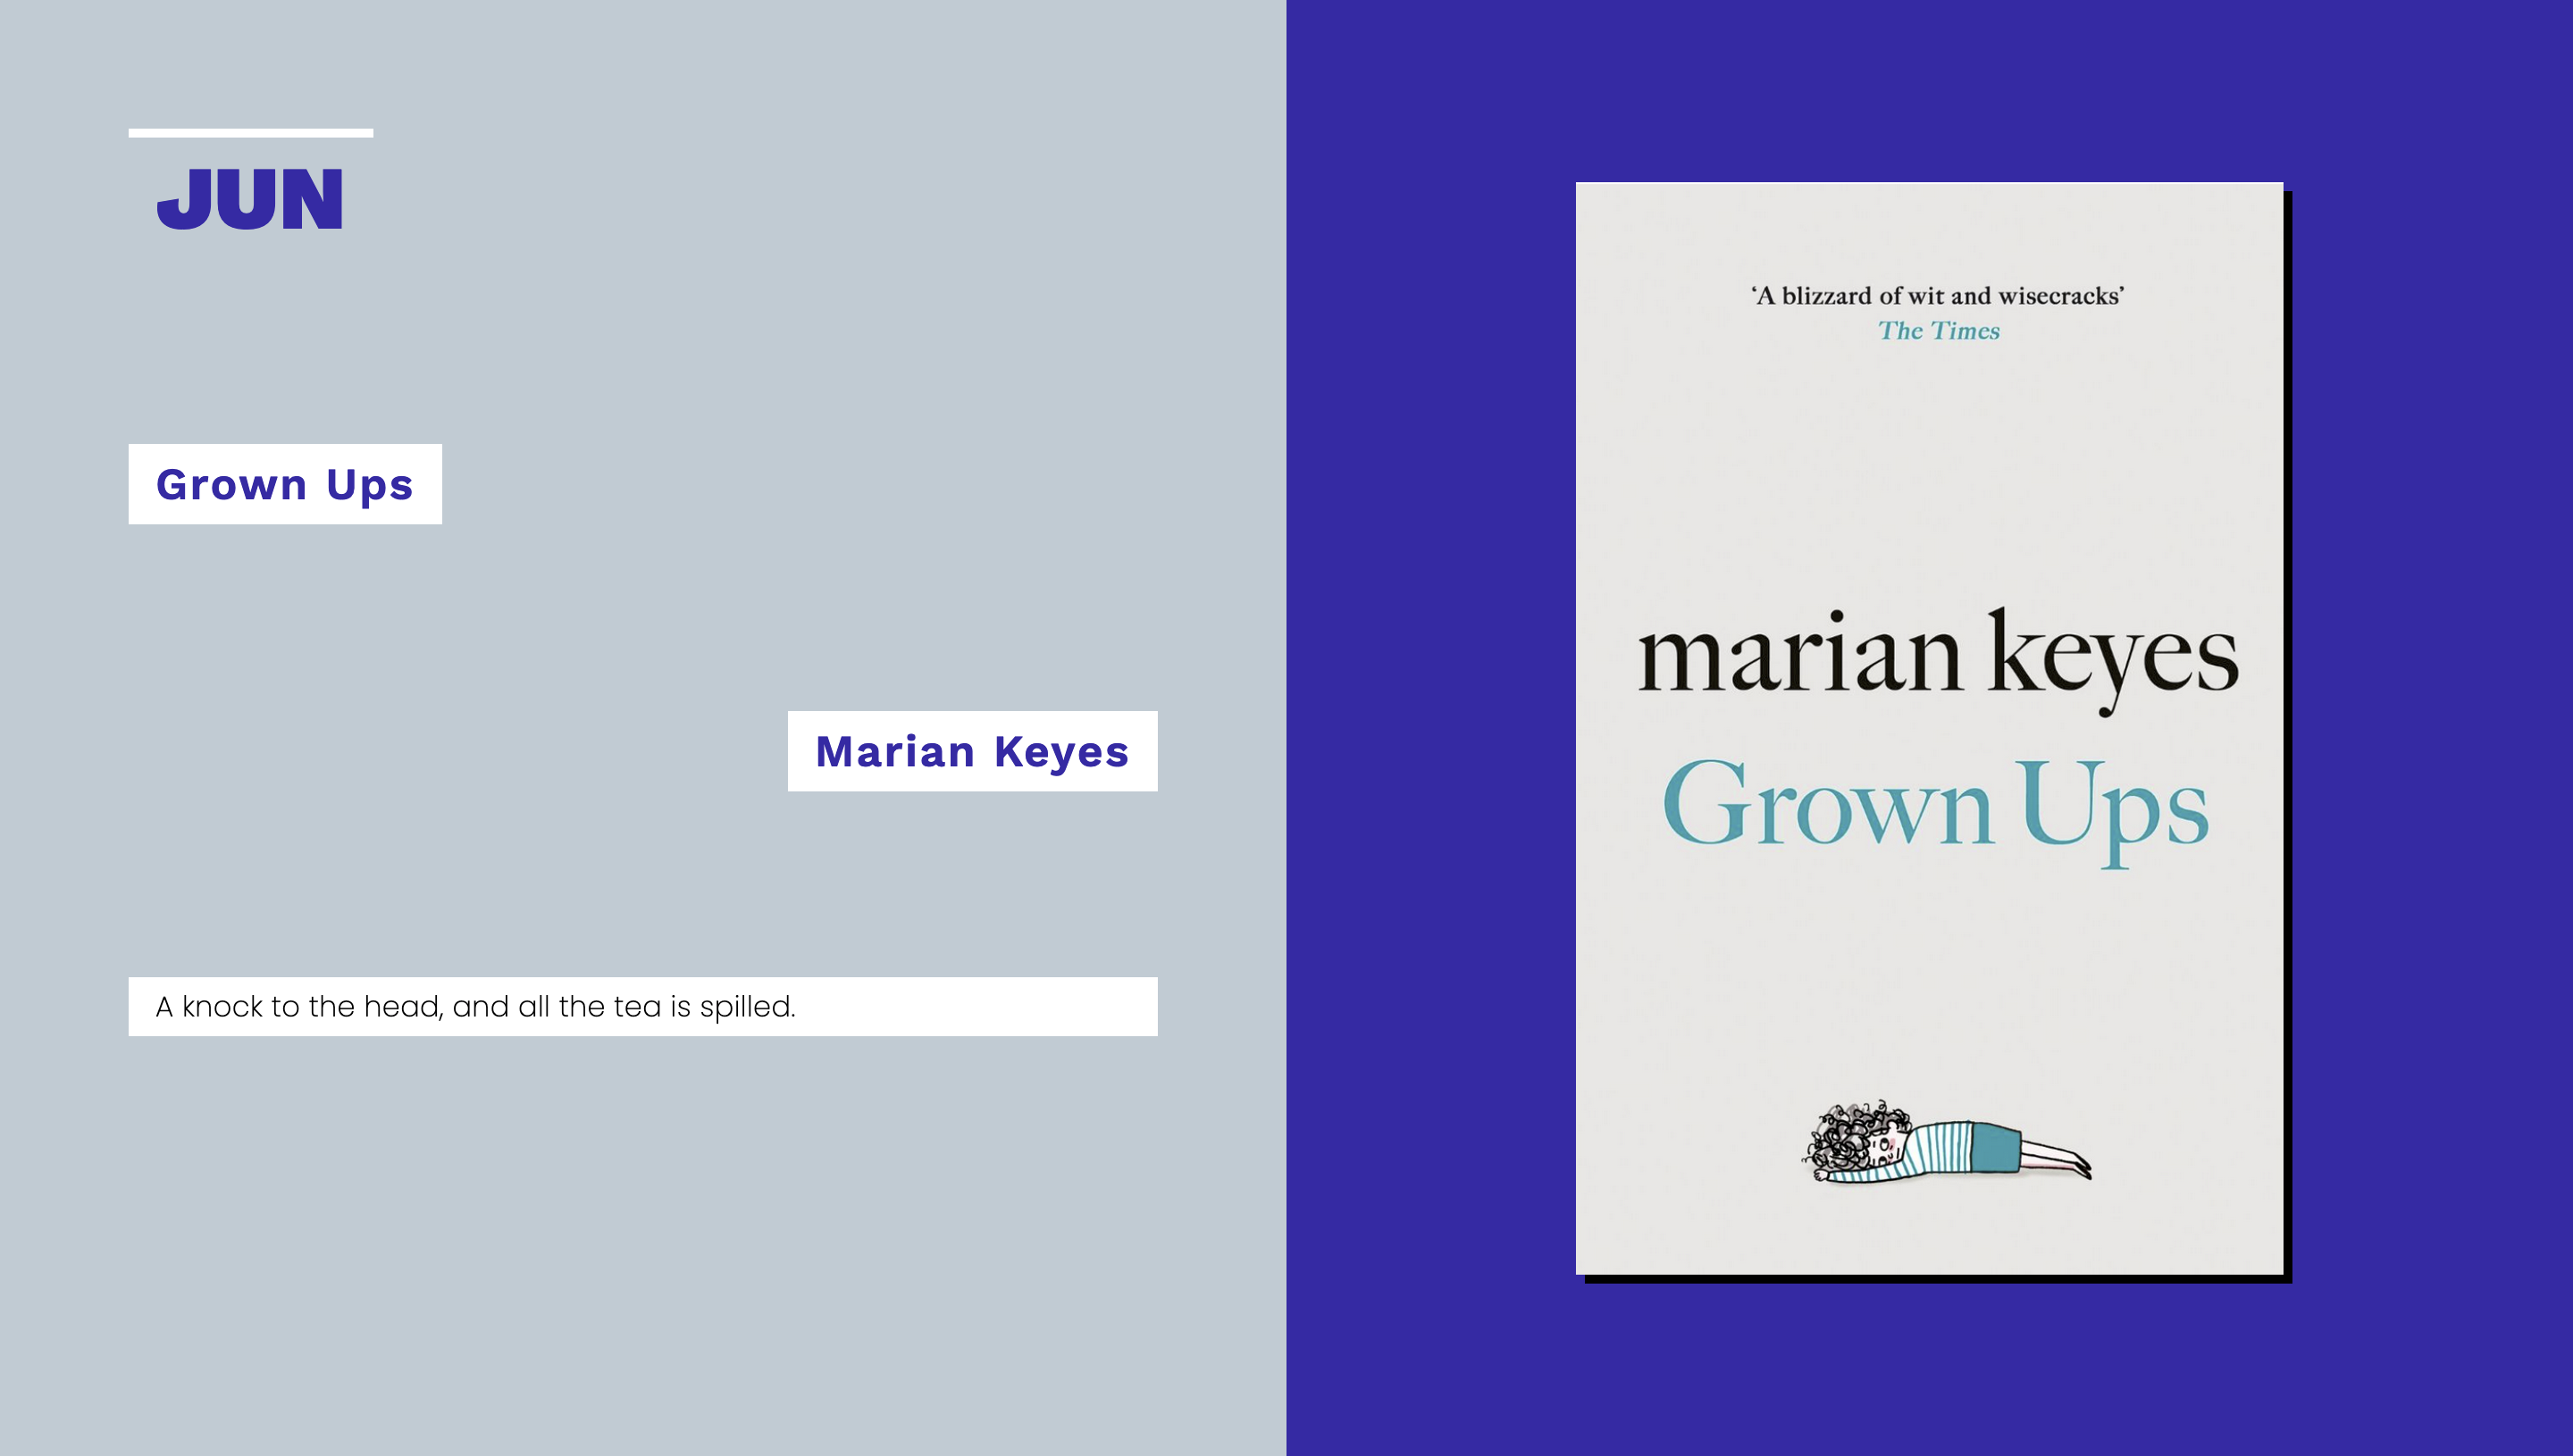 JUN
Grown Ups
Marian Keyes
A knock to the head, and all the tea is spilled.
‘A blizzard of wit and wisecracks’
The Times
marian keyes
Grown Ups